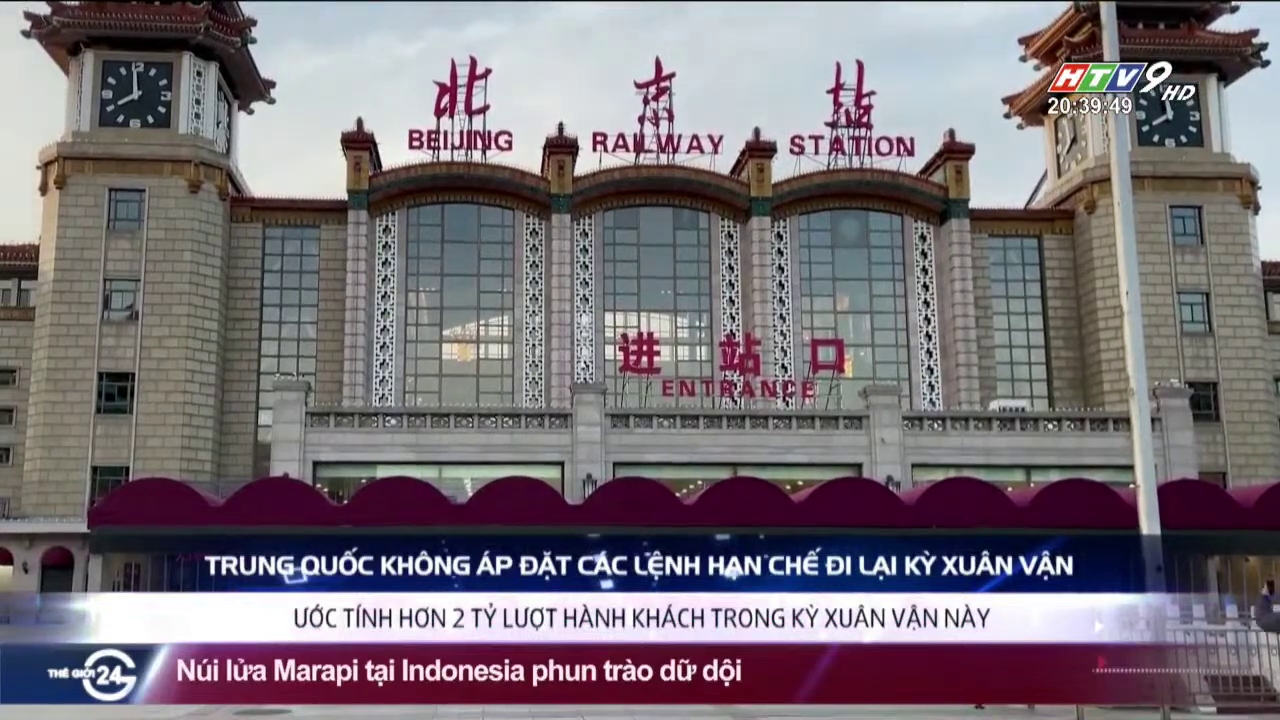 HTV9 HD
20:39:49
北京站
BEIJING RAILWAY STATION
进站口
ENTRANCE
TRUNG QUỐC KHÔNG ÁP ĐẶT CÁC LỆNH HẠN CHẾ ĐI LẠI KỲ XUÂN VẬN
ƯỚC TÍNH HƠN 2 TỶ LƯỢT HÀNH KHÁCH TRONG KỲ XUÂN VẬN NÀY
THẾ GIỚI 24G
Núi lửa Marapi tại Indonesia phun trào dữ dội